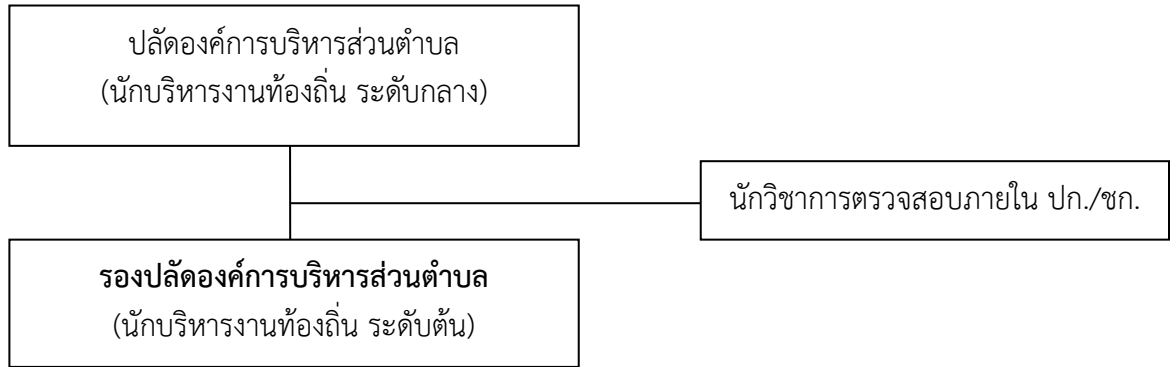 ปลัดองค์การบริหารส่วนตำบล
(นักบริหารงานท้องถิ่น ระดับกลาง)
นักวิชาการตรวจสอบภายใน ปก./ชก.
รองปลัดองค์การบริหารส่วนตำบล
(นักบริหารงานท้องถิ่น ระดับต้น)